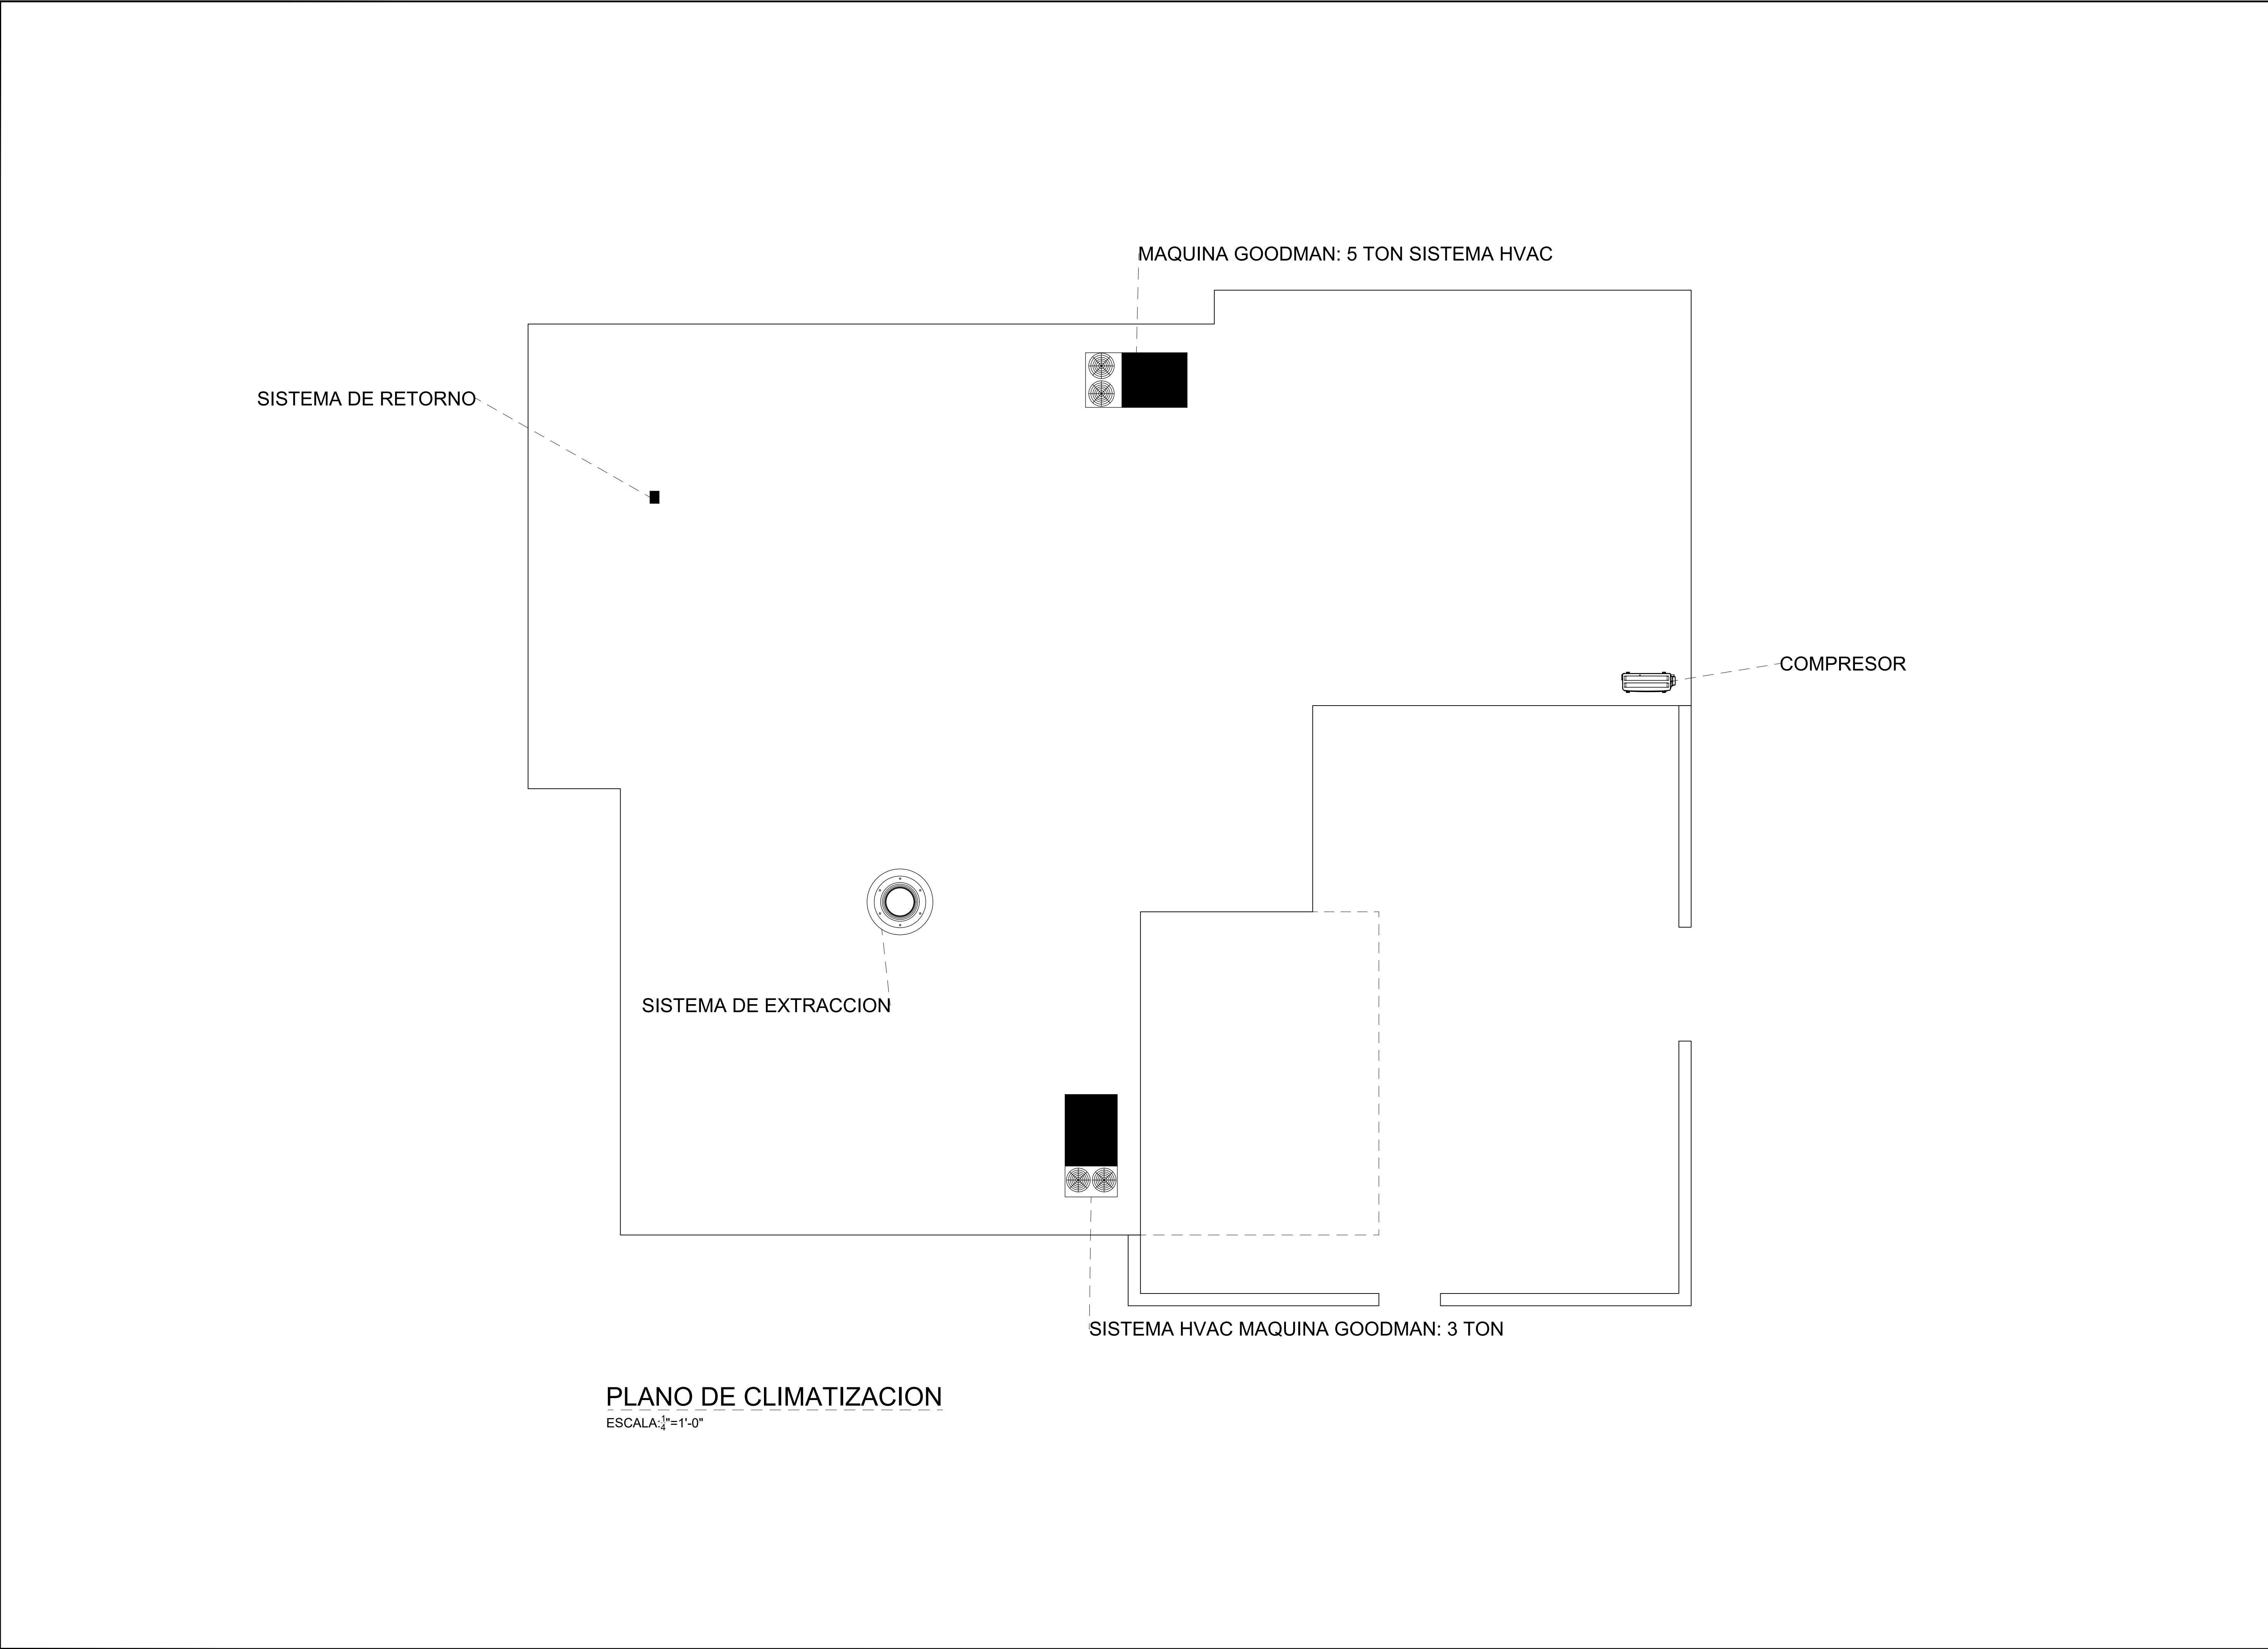 MAQUINA GOODMAN: 5 TON SISTEMA HVAC
SISTEMA DE RETORNO
COMPRESOR
SISTEMA DE EXTRACCION
SISTEMA HVAC MAQUINA GOODMAN: 3 TON
PLANO DE CLIMATIZACION
ESCALA:1/4"=1'-0"